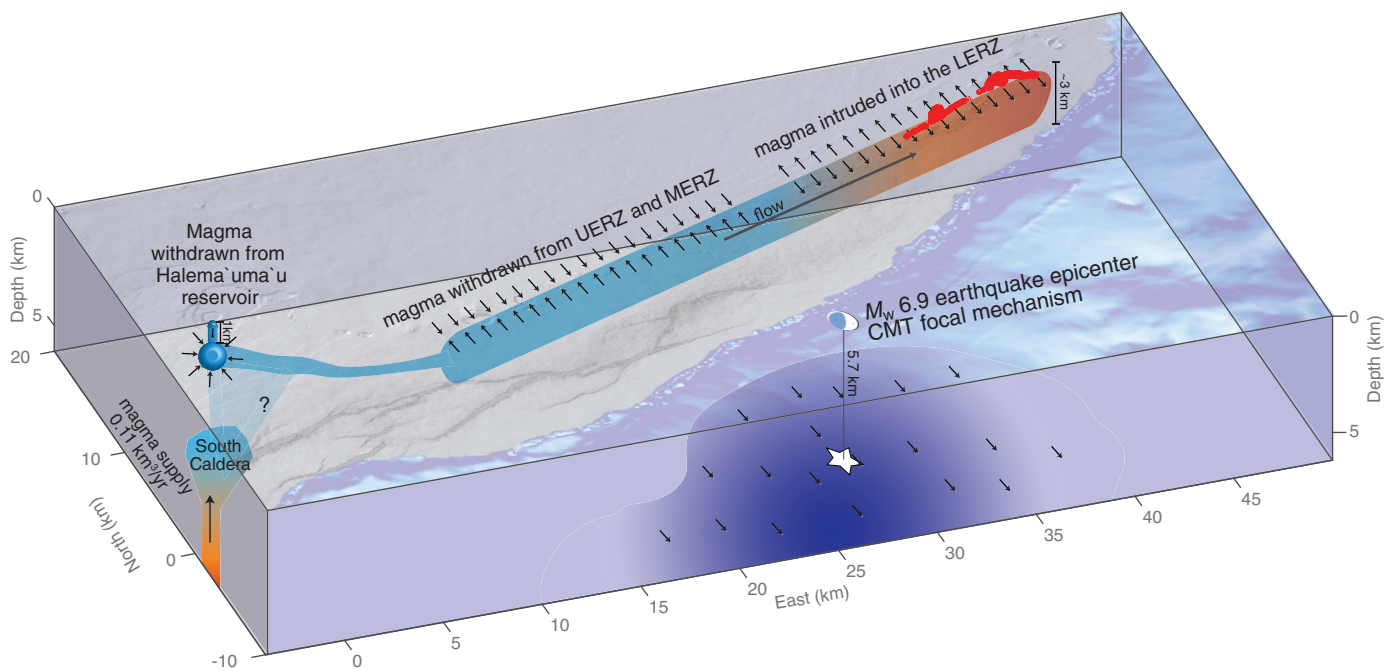 magma intruded into the LERZ
~3 km
magma withdrawn from UERZ and MERZ
flow
Magma
withdrawn from
Halema`uma`u
reservoir
1km
?
South
Caldera
magma supply
0.11 km³/yr
Mw 6.9 earthquake epicenter
CMT focal mechanism
5.7 km
0
5
Depth (km)
20
10
0
-10
North (km)
0
5
10
15
20
25
30
35
40
45
East (km)
0
5
Depth (km)